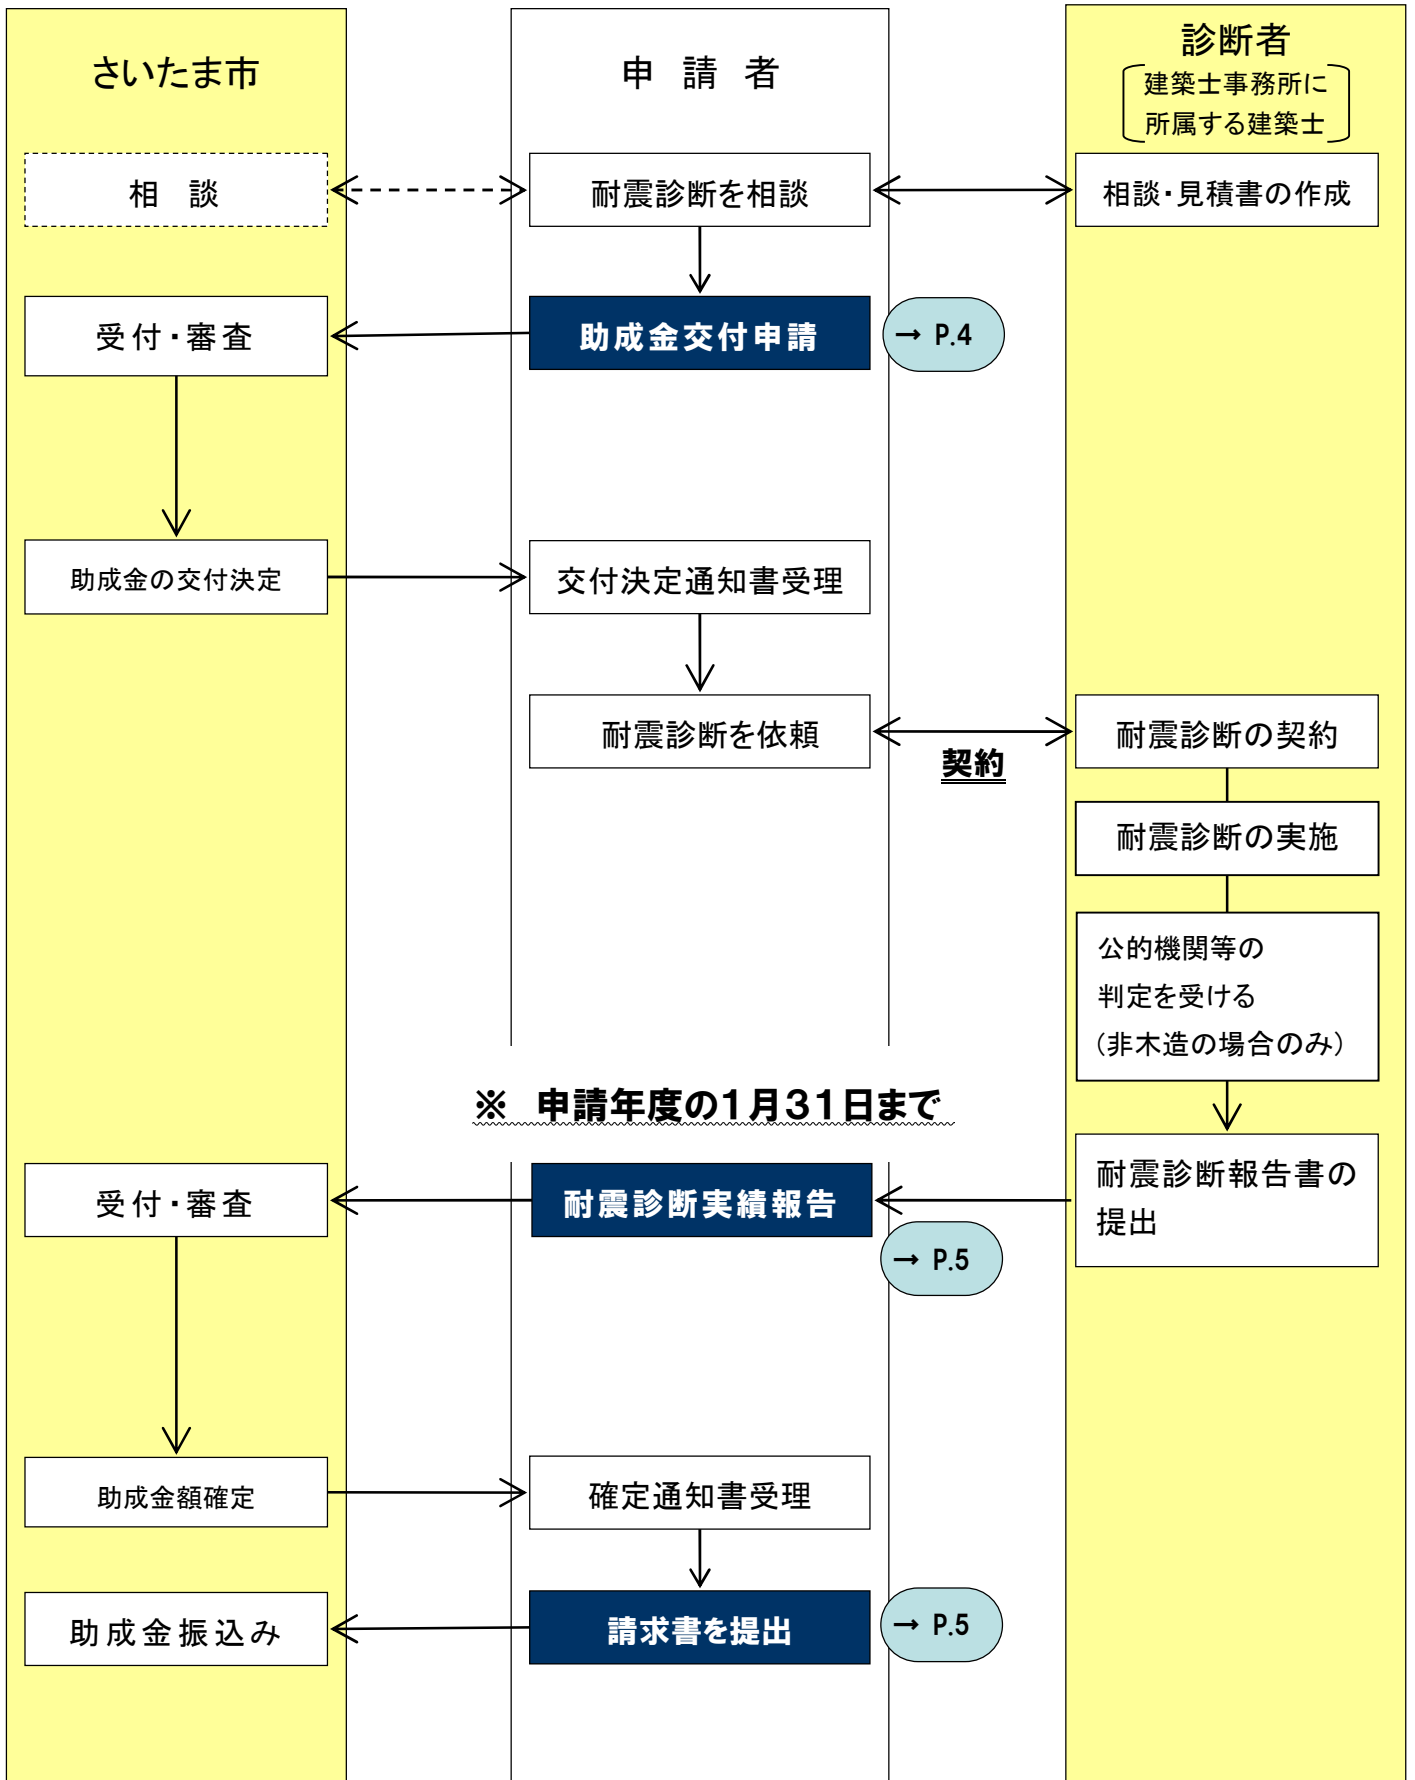 さいたま市
申　請　者
診断者
建築士事務所に
所属する建築士
相　談
耐震診断を相談
相談・見積書の作成
受付・審査
助成金交付申請
→ P.4
助成金の交付決定
交付決定通知書受理
耐震診断を依頼
契約
耐震診断の契約
耐震診断の実施
公的機関等の
判定を受ける
（非木造の場合のみ）
※　申請年度の１月３１日まで
受付・審査
耐震診断実績報告
→ P.5
耐震診断報告書の
提出
助成金額確定
確定通知書受理
助成金振込み
請求書を提出
→ P.5